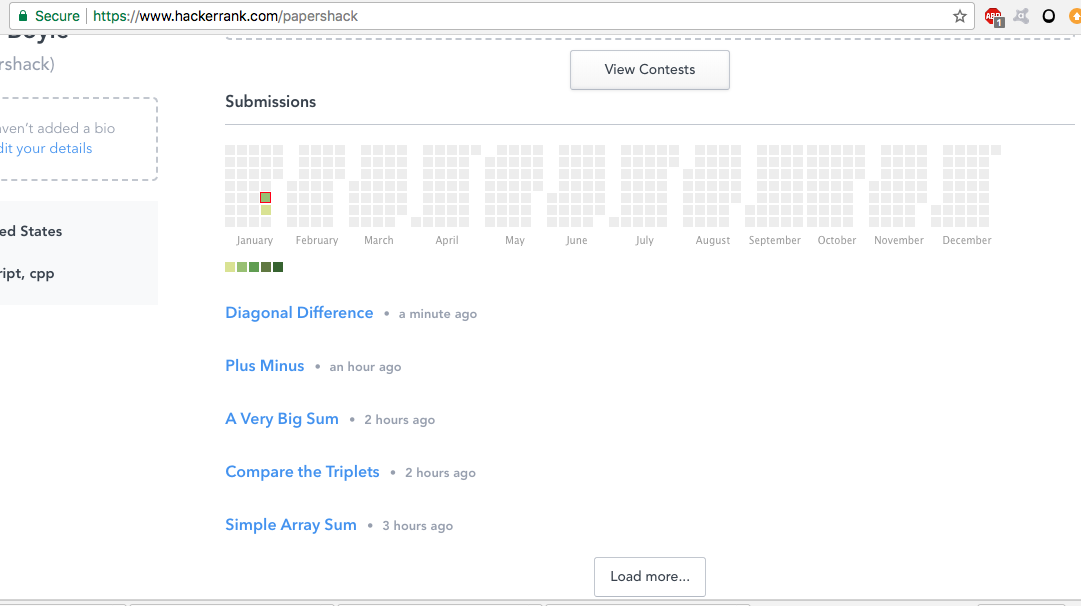 Secure https://www.hackerrank.com/papershack
ABP 1
Boyle
rshack)
View Contests
Submissions
aven't added a bio
dit your details
ed States
ript, cpp
January February March April May June July August September October November December
Diagonal Difference • a minute ago
Plus Minus • an hour ago
A Very Big Sum • 2 hours ago
Compare the Triplets • 2 hours ago
Simple Array Sum • 3 hours ago
Load more...